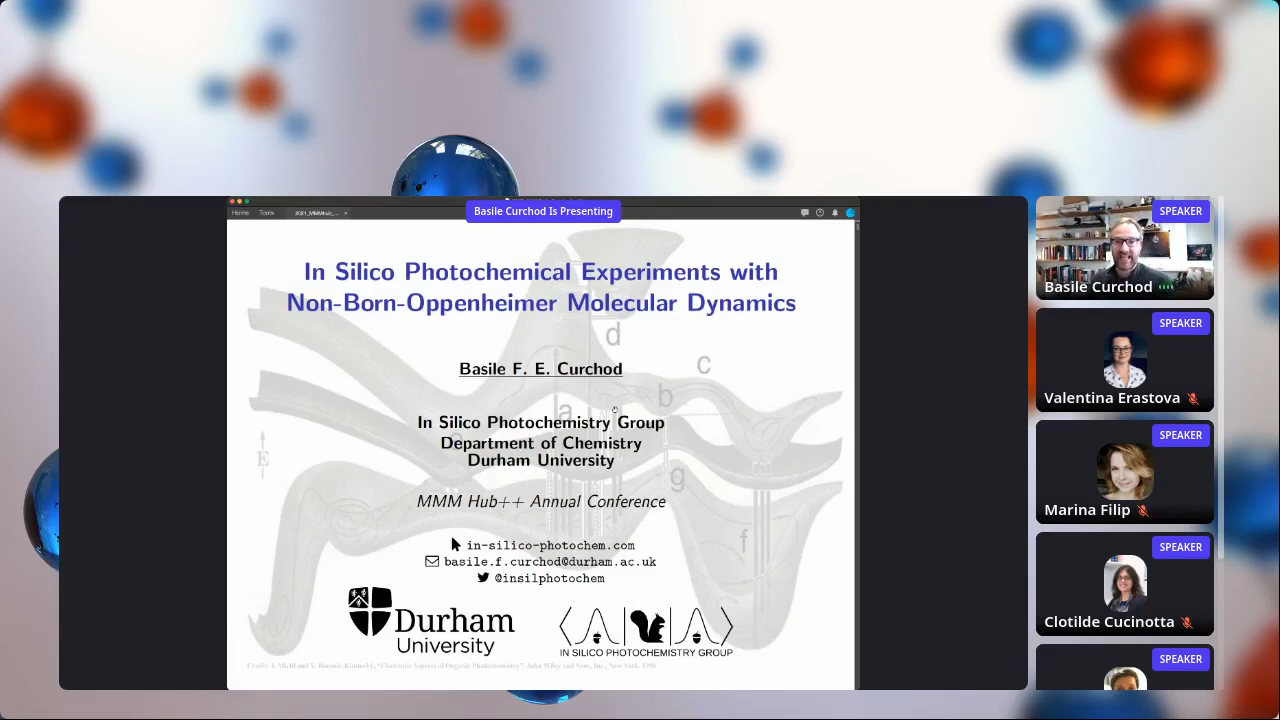 Basile Curchod Is Presenting
Home Tools
In Silico Photochemical Experiments with
Non-Born-Oppenheimer Molecular Dynamics
d
c
b
a
Basile F. E. Curchod
In Silico Photochemistry Group
Department of Chemistry
Durham University
E
g
MMM Hub++ Annual Conference
f
in-silico-photochem.com
basile.f.curchod@durham.ac.uk
@insilphotochem
Durham
University
IN SILICO PHOTOCHEMISTRY GROUP
SPEAKER
Basile Curchod
SPEAKER
Valentina Erastova
SPEAKER
Marina Filip
SPEAKER
Clotilde Cucinotta
SPEAKER